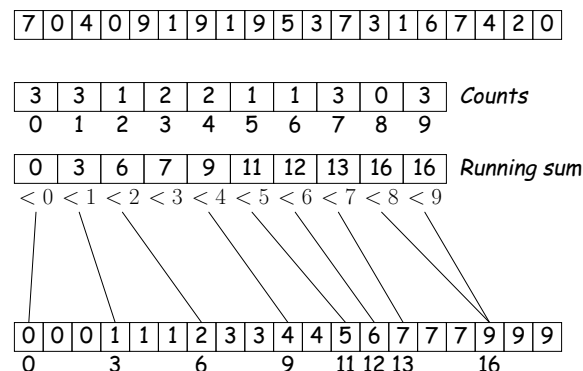 7 0 4 0 9 1 9 1 9 5 3 7 3 1 6 7 4 2 0
3 3 1 2 2 1 1 3 0 3 Counts
0 1 2 3 4 5 6 7 8 9
0 3 6 7 9 11 12 13 16 16 Running sum
< 0 < 1 < 2 < 3 < 4 < 5 < 6 < 7 < 8 < 9
0 0 0 1 1 1 2 3 3 4 4 5 6 7 7 7 9 9 9
0 3 6 9 11 12 13 16